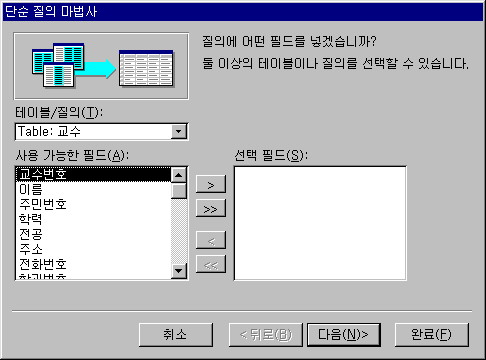 단순 질의 마법사
질의에 어떤 필드를 넣겠습니까?
둘 이상의 테이블이나 질의를 선택할 수 있습니다.
테이블/질의(T):
Table: 교수
사용 가능한 필드(A):
선택 필드(S):
교수번호
이름
주민번호
학력
전공
주소
전화번호
학과번호
>
>>
<
<<
취소
< 뒤로(B)
다음(N)>
완료(F)